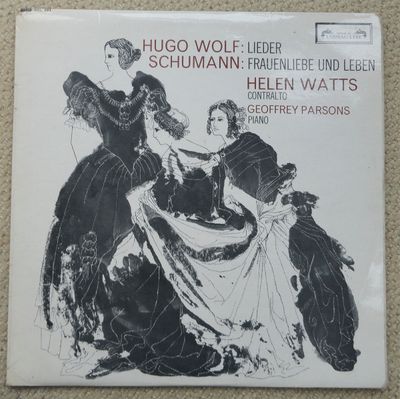 HUGO WOLF: LIEDER
SCHUMANN: FRAUENLIEBE UND LEBEN
HELEN WATTS
CONTRALTO
GEOFFREY PARSONS
PIANO